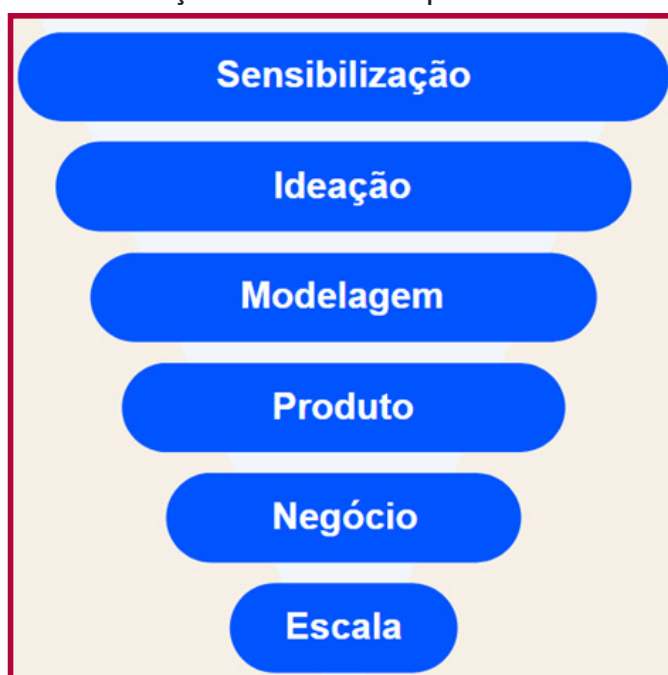 Sensibilização
Ideação
Modelagem
Produto
Negócio
Escala